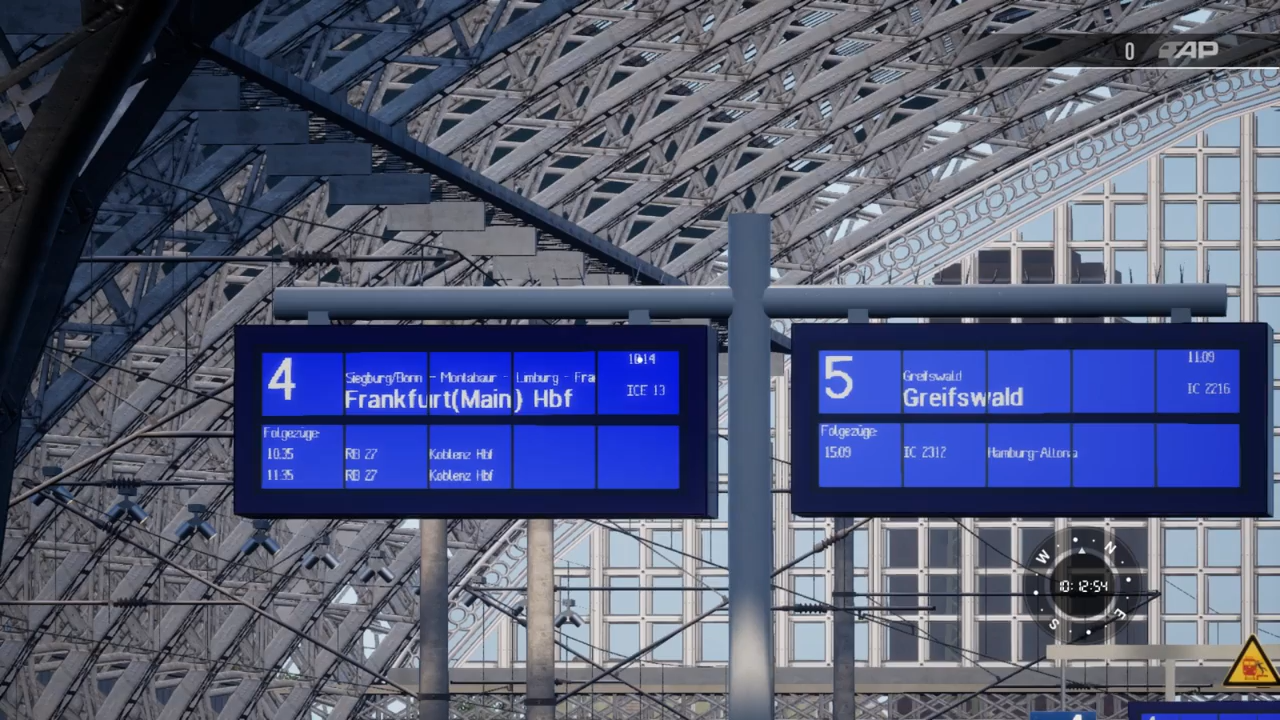 0 AP
4
Siegburg/Bonn - Montabaur - Limburg - Fra
Frankfurt(Main) Hbf
10:14
ICE 13
Folgezüge:
10:35 RB 27 Koblenz Hbf
11:35 RB 27 Koblenz Hbf
5
Greifswald
Greifswald
11:09
IC 2216
Folgezüge:
15:09 IC 2312 Hamburg-Altona
W N
10:12:54
S E
4